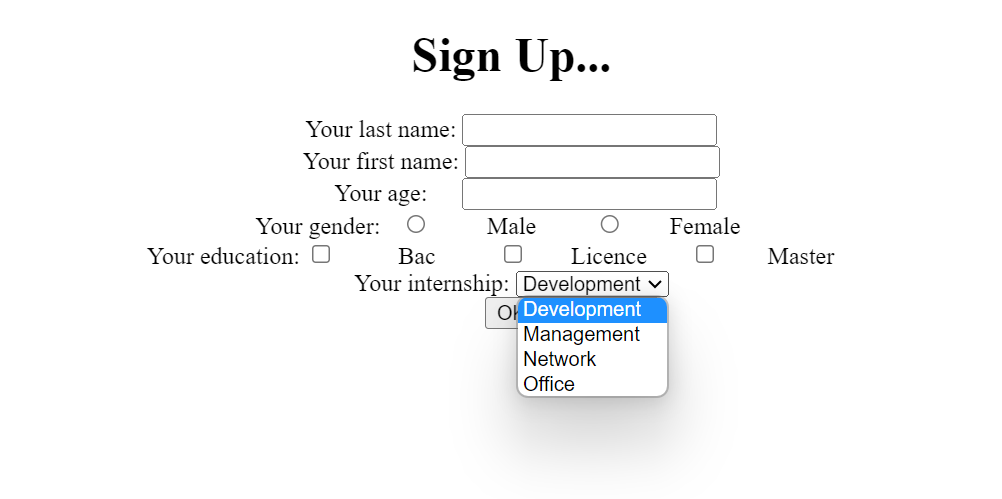 Sign Up...
Your last name:
Your first name:
Your age:
Your gender: Male Female
Your education: Bac Licence Master
Your internship: Development
Development
Management
Network
Office